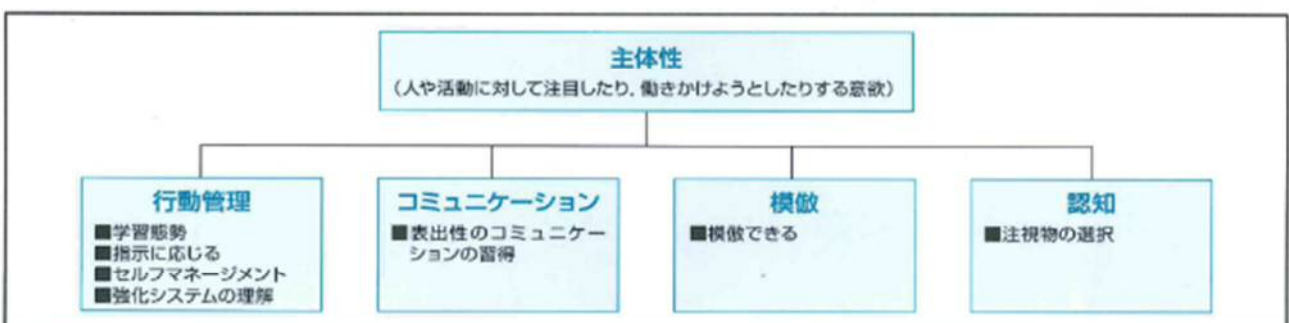 主体性
（人や活動に対して注目したり，働きかけようとしたりする意欲）
行動管理
■学習態勢
■指示に応じる
■セルフマネージメント
■強化システムの理解
コミュニケーション
■表出性のコミュニケー
ションの習得
模倣
■模倣できる
認知
■注視物の選択